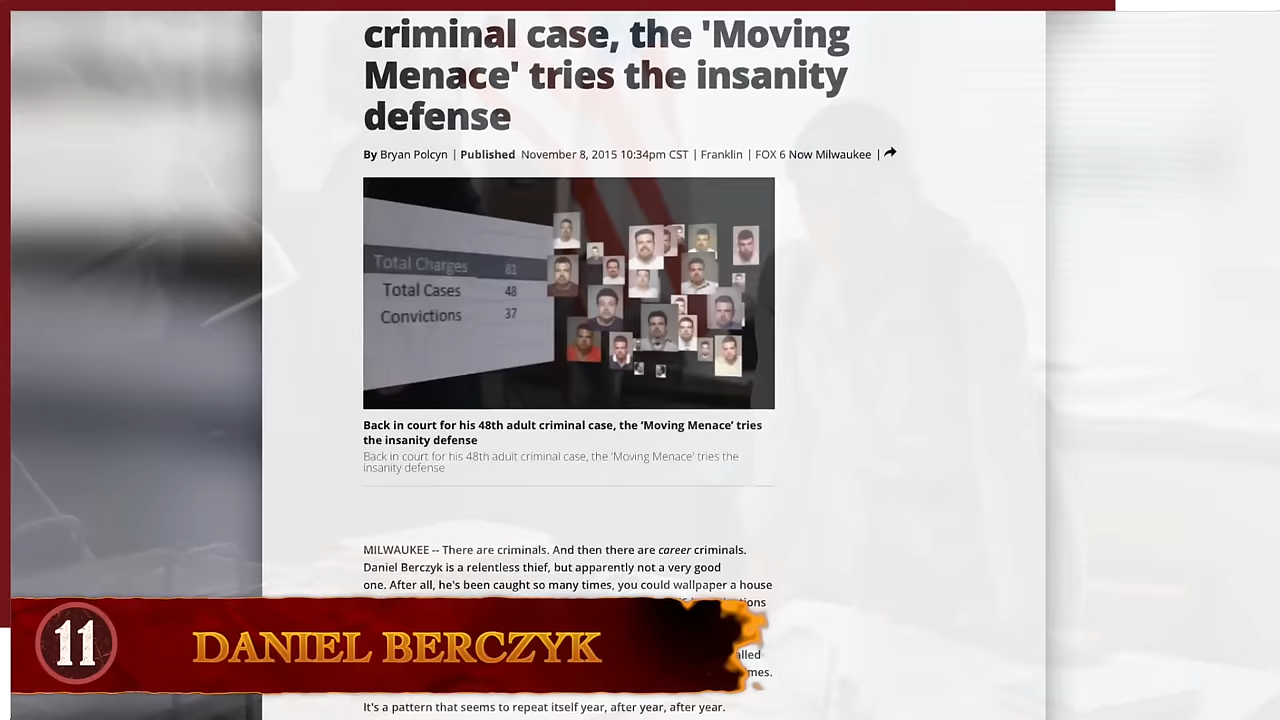 criminal case, the 'Moving
Menace' tries the insanity
defense
By Bryan Polcyn | Published November 8, 2015 10:34pm CST | Franklin | FOX 6 Now Milwaukee |
Total Charges 81
Total Cases 48
Convictions 37
Back in court for his 48th adult criminal case, the ‘Moving Menace’ tries
the insanity defense
Back in court for his 48th adult criminal case, the 'Moving Menace' tries the
insanity defense
MILWAUKEE -- There are criminals. And then there are career criminals.
Daniel Berczyk is a relentless thief, but apparently not a very good
one. After all, he's been caught so many times, you could wallpaper a house
11
DANIEL BERCZYK
It's a pattern that seems to repeat itself year, after year, after year.